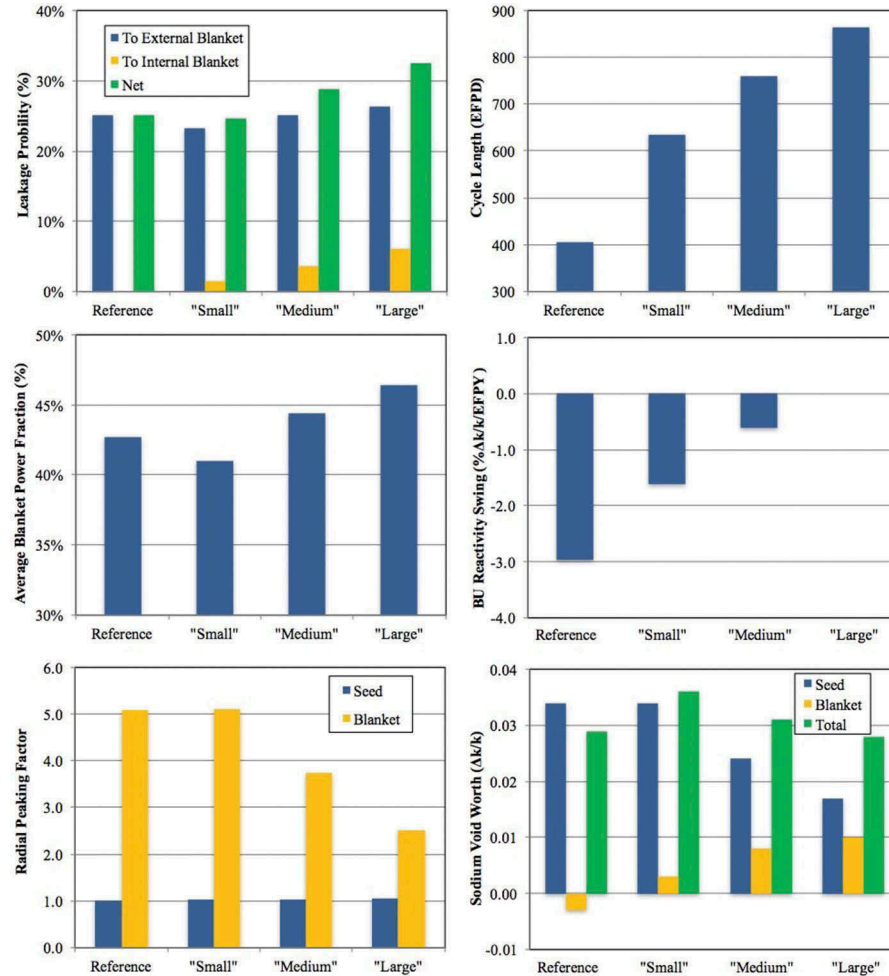 Leakage Probility (%)
40%
30%
20%
10%
0%
To External Blanket
To Internal Blanket
Net
Reference "Small" "Medium" "Large"
Cycle Length (EFPD)
900
800
700
600
500
400
300
Reference "Small" "Medium" "Large"
Average Blanket Power Fraction (%)
50%
45%
40%
35%
30%
Reference "Small" "Medium" "Large"
BU Reactivity Swing (%Δk/k/EFPY)
1.0
0.0
-1.0
-2.0
-3.0
-4.0
Reference "Small" "Medium" "Large"
Radial Peaking Factor
6.0
5.0
4.0
3.0
2.0
1.0
0.0
Seed
Blanket
Reference "Small" "Medium" "Large"
Sodium Void Worth (Δk/k)
0.04
0.03
0.02
0.01
0.00
-0.01
Seed
Blanket
Total
Reference "Small" "Medium" "Large"